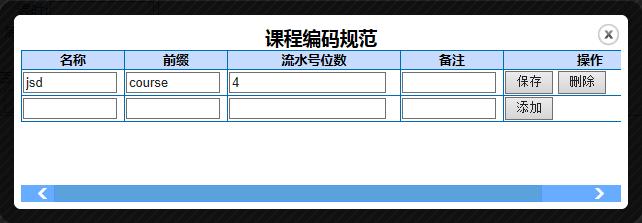 课程编码规范
名称 前缀 流水号位数 备注 操作
jsd course 4 保存 删除
添加